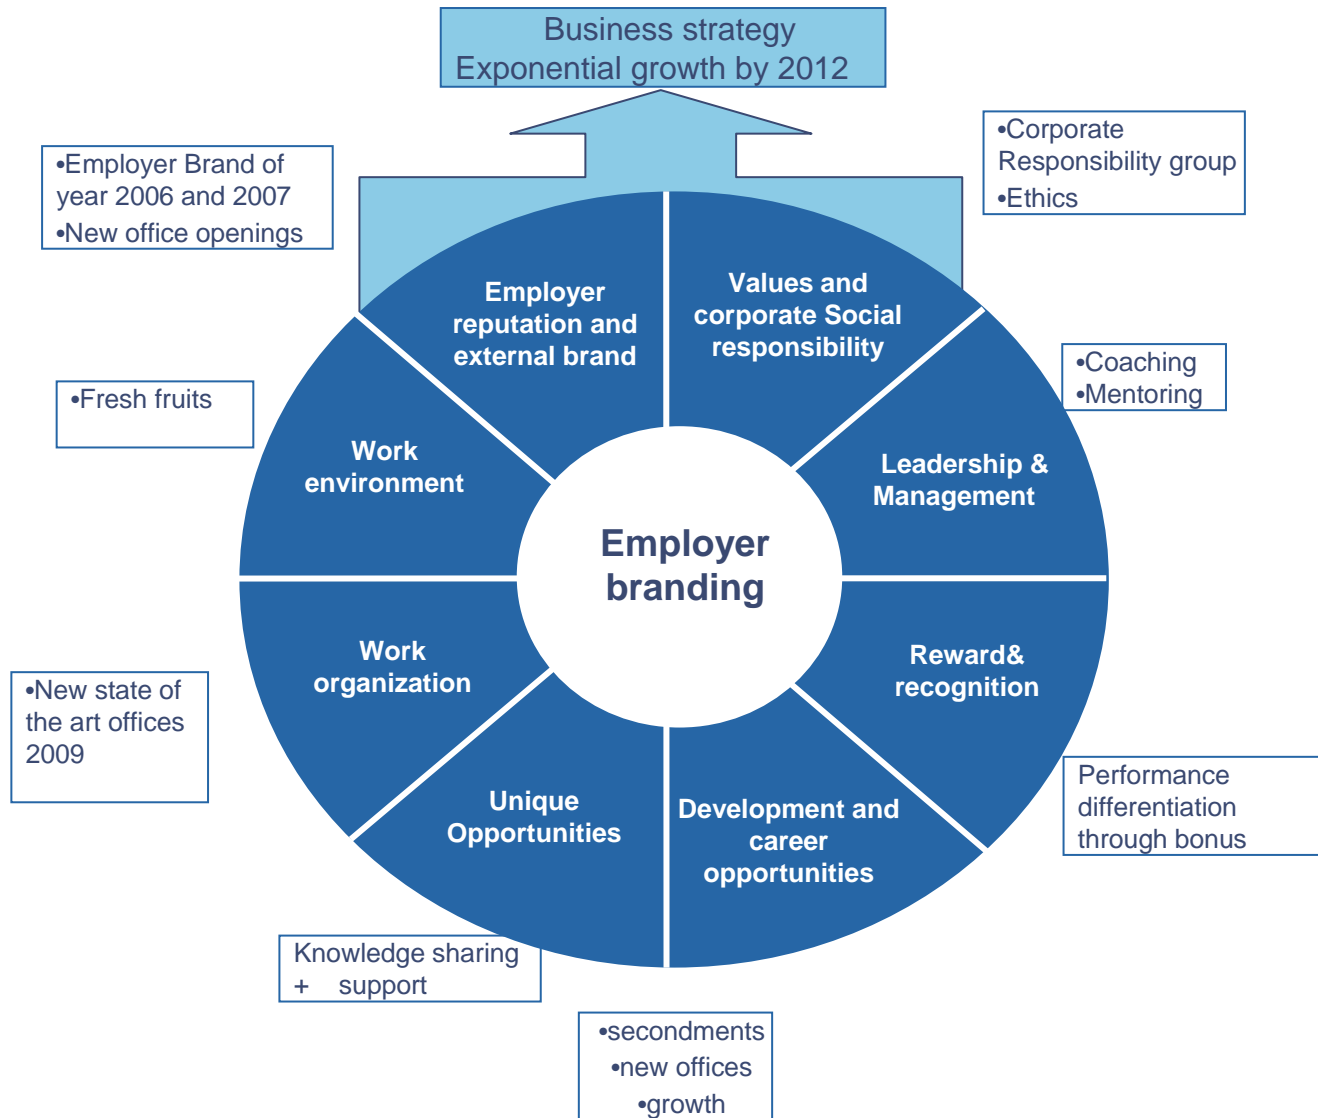 Business strategy
Exponential growth by 2012
•Employer Brand of
year 2006 and 2007
•New office openings
•Corporate
Responsibility group
•Ethics
Employer
reputation and
external brand
Values and
corporate Social
responsibility
•Fresh fruits
•Coaching
•Mentoring
Work
environment
Leadership &
Management
Employer
branding
Work
organization
Reward&
recognition
•New state of
the art offices
2009
Performance
differentiation
through bonus
Unique
Opportunities
Development and
career
opportunities
Knowledge sharing
+ support
•secondments
•new offices
•growth